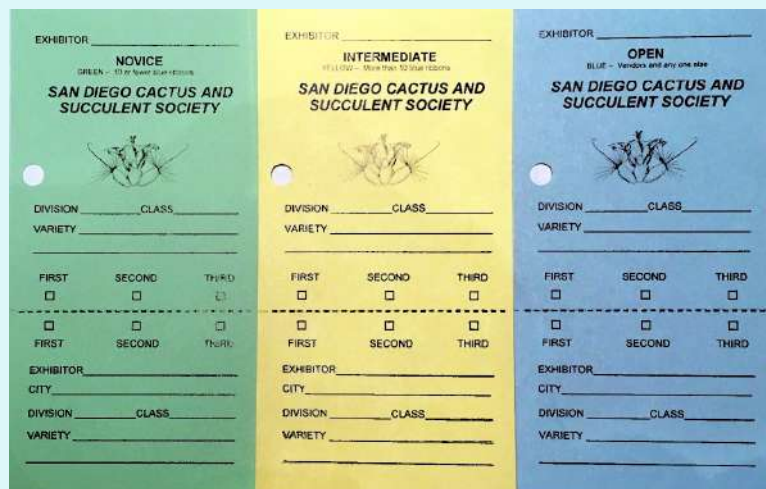 EXHIBITOR
NOVICE
GREEN - 10 or fewer blue ribbons
SAN DIEGO CACTUS AND
SUCCULENT SOCIETY
DIVISION CLASS
VARIETY
FIRST SECOND THIRD
FIRST SECOND THIRD
EXHIBITOR
CITY
DIVISION CLASS
VARIETY
EXHIBITOR
INTERMEDIATE
YELLOW - More than 10 blue ribbons
SAN DIEGO CACTUS AND
SUCCULENT SOCIETY
DIVISION CLASS
VARIETY
FIRST SECOND THIRD
FIRST SECOND THIRD
EXHIBITOR
CITY
DIVISION CLASS
VARIETY
EXHIBITOR
OPEN
BLUE - Vendors and any one else
SAN DIEGO CACTUS AND
SUCCULENT SOCIETY
DIVISION CLASS
VARIETY
FIRST SECOND THIRD
FIRST SECOND THIRD
EXHIBITOR
CITY
DIVISION CLASS
VARIETY